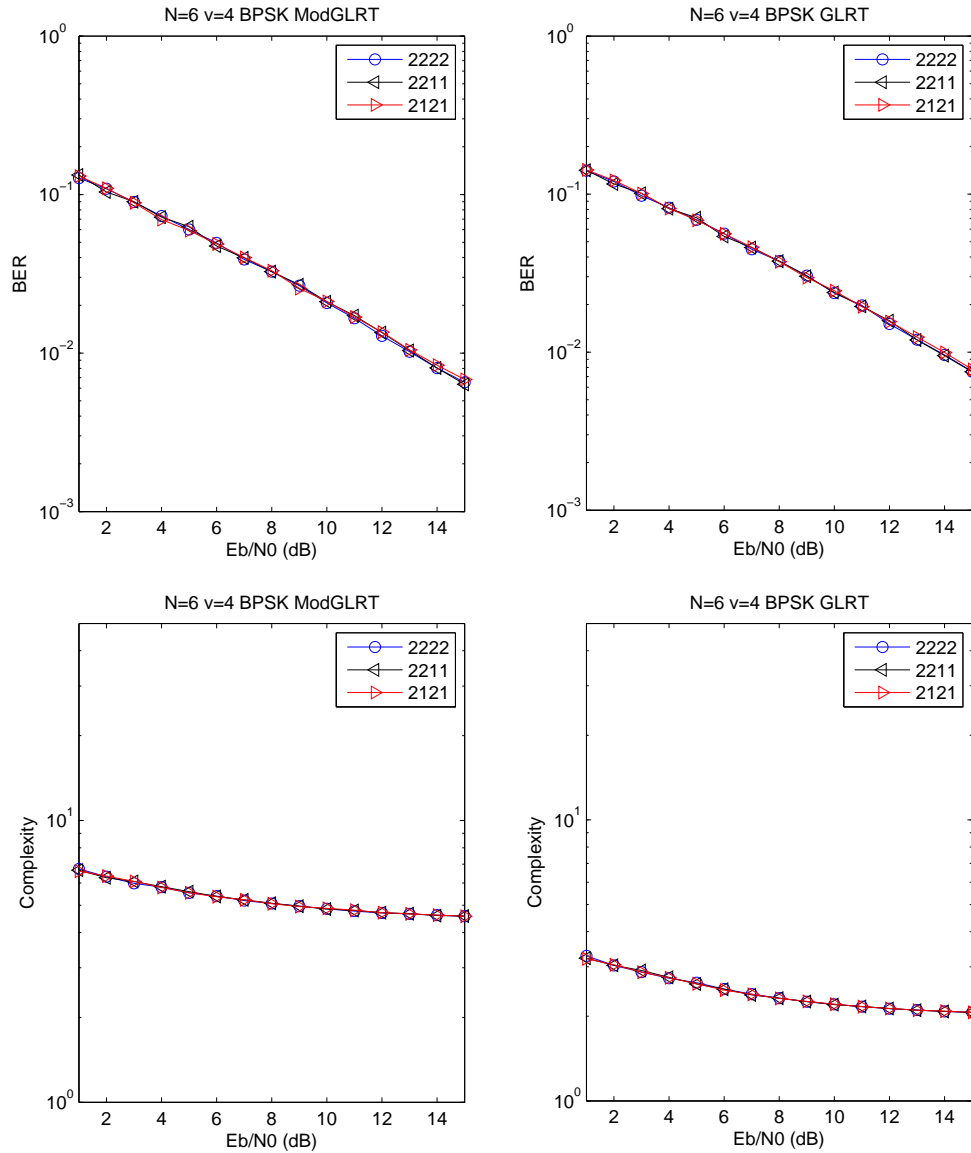 N=6 v=4 BPSK ModGLRT
10^0
10^−1
10^−2
10^−3
BER
2222
2211
2121
2 4 6 8 10 12 14
Eb/N0 (dB)
N=6 v=4 BPSK GLRT
10^0
10^−1
10^−2
10^−3
BER
2222
2211
2121
2 4 6 8 10 12 14
Eb/N0 (dB)
N=6 v=4 BPSK ModGLRT
10^1
10^0
Complexity
2222
2211
2121
2 4 6 8 10 12 14
Eb/N0 (dB)
N=6 v=4 BPSK GLRT
10^1
10^0
Complexity
2222
2211
2121
2 4 6 8 10 12 14
Eb/N0 (dB)